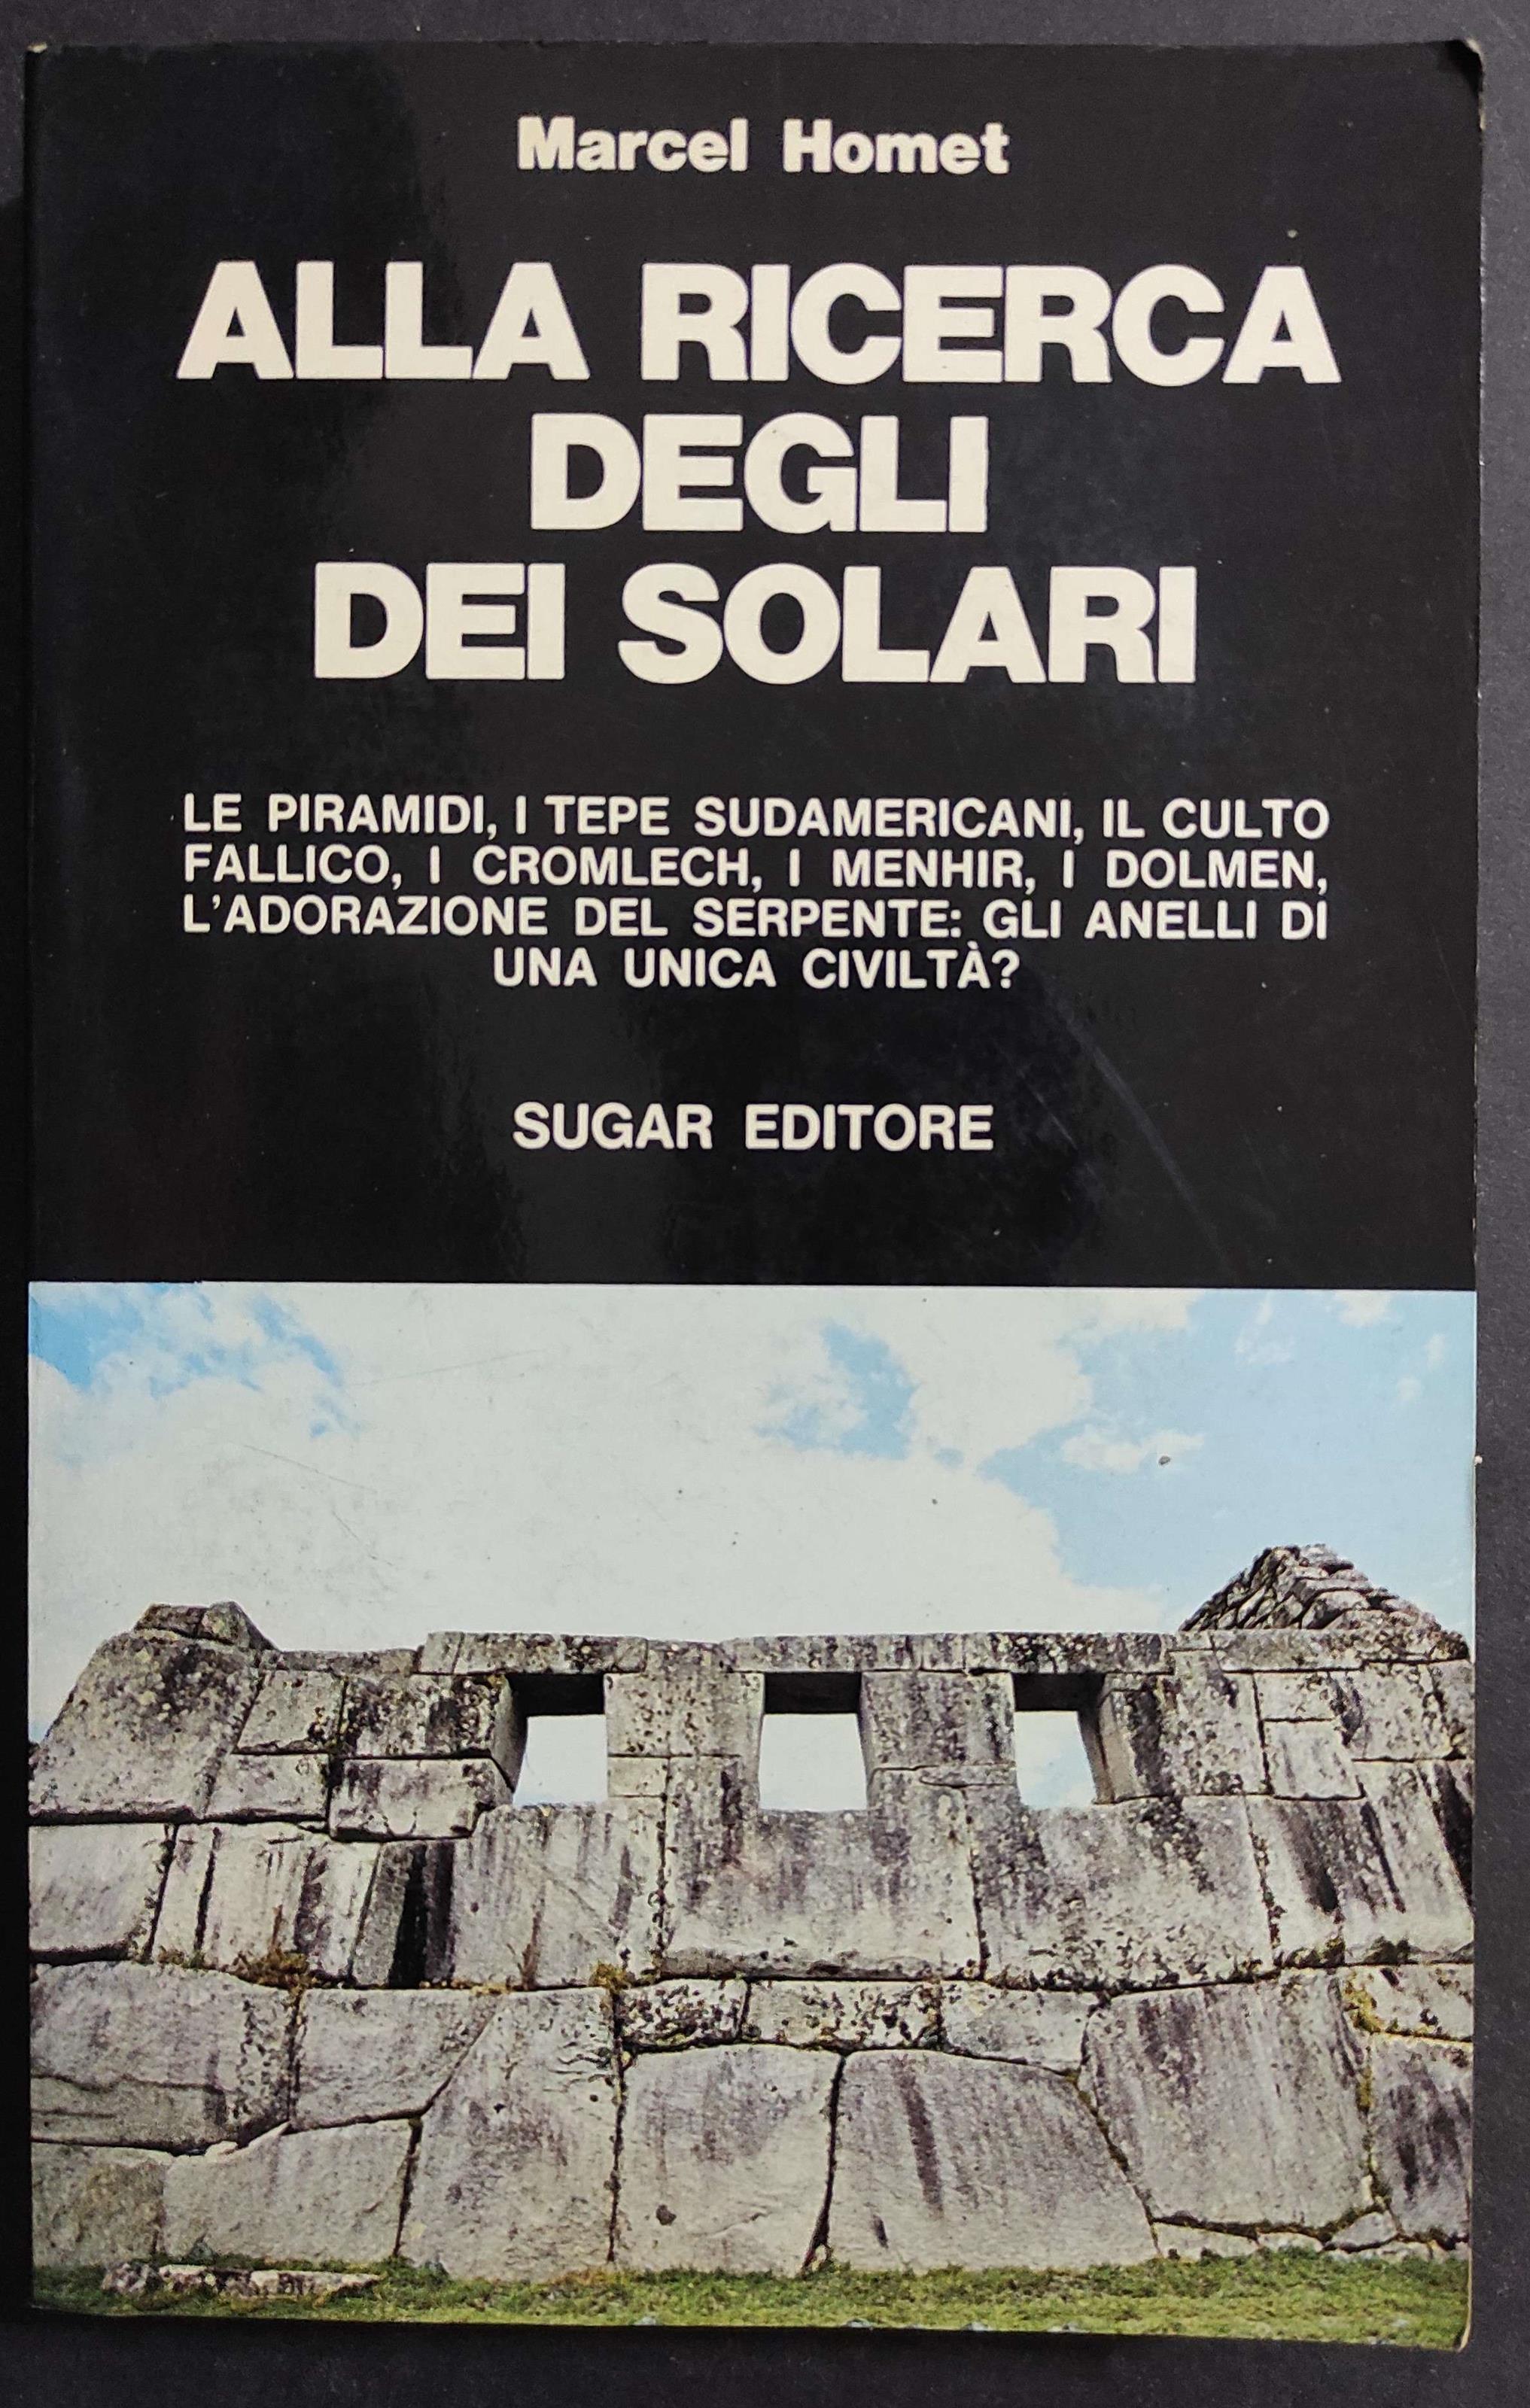 Marcel Homet
ALLA RICERCA
DEGLI
DEI SOLARI
LE PIRAMIDI, I TEPE SUDAMERICANI, IL CULTO
FALLICO, I CROMLECH, I MENHIR, I DOLMEN,
L'ADORAZIONE DEL SERPENTE: GLI ANELLI DI
UNA UNICA CIVILTÀ?
SUGAR EDITORE